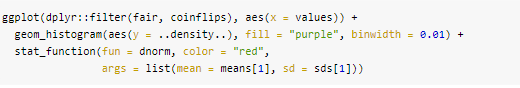 ggplot(dplyr::filter(fair, coinflips), aes(x = values)) +
  geom_histogram(aes(y = ..density..), fill = "purple", binwidth = 0.01) +
  stat_function(fun = dnorm, color = "red",
                args = list(mean = means[1], sd = sds[1]))